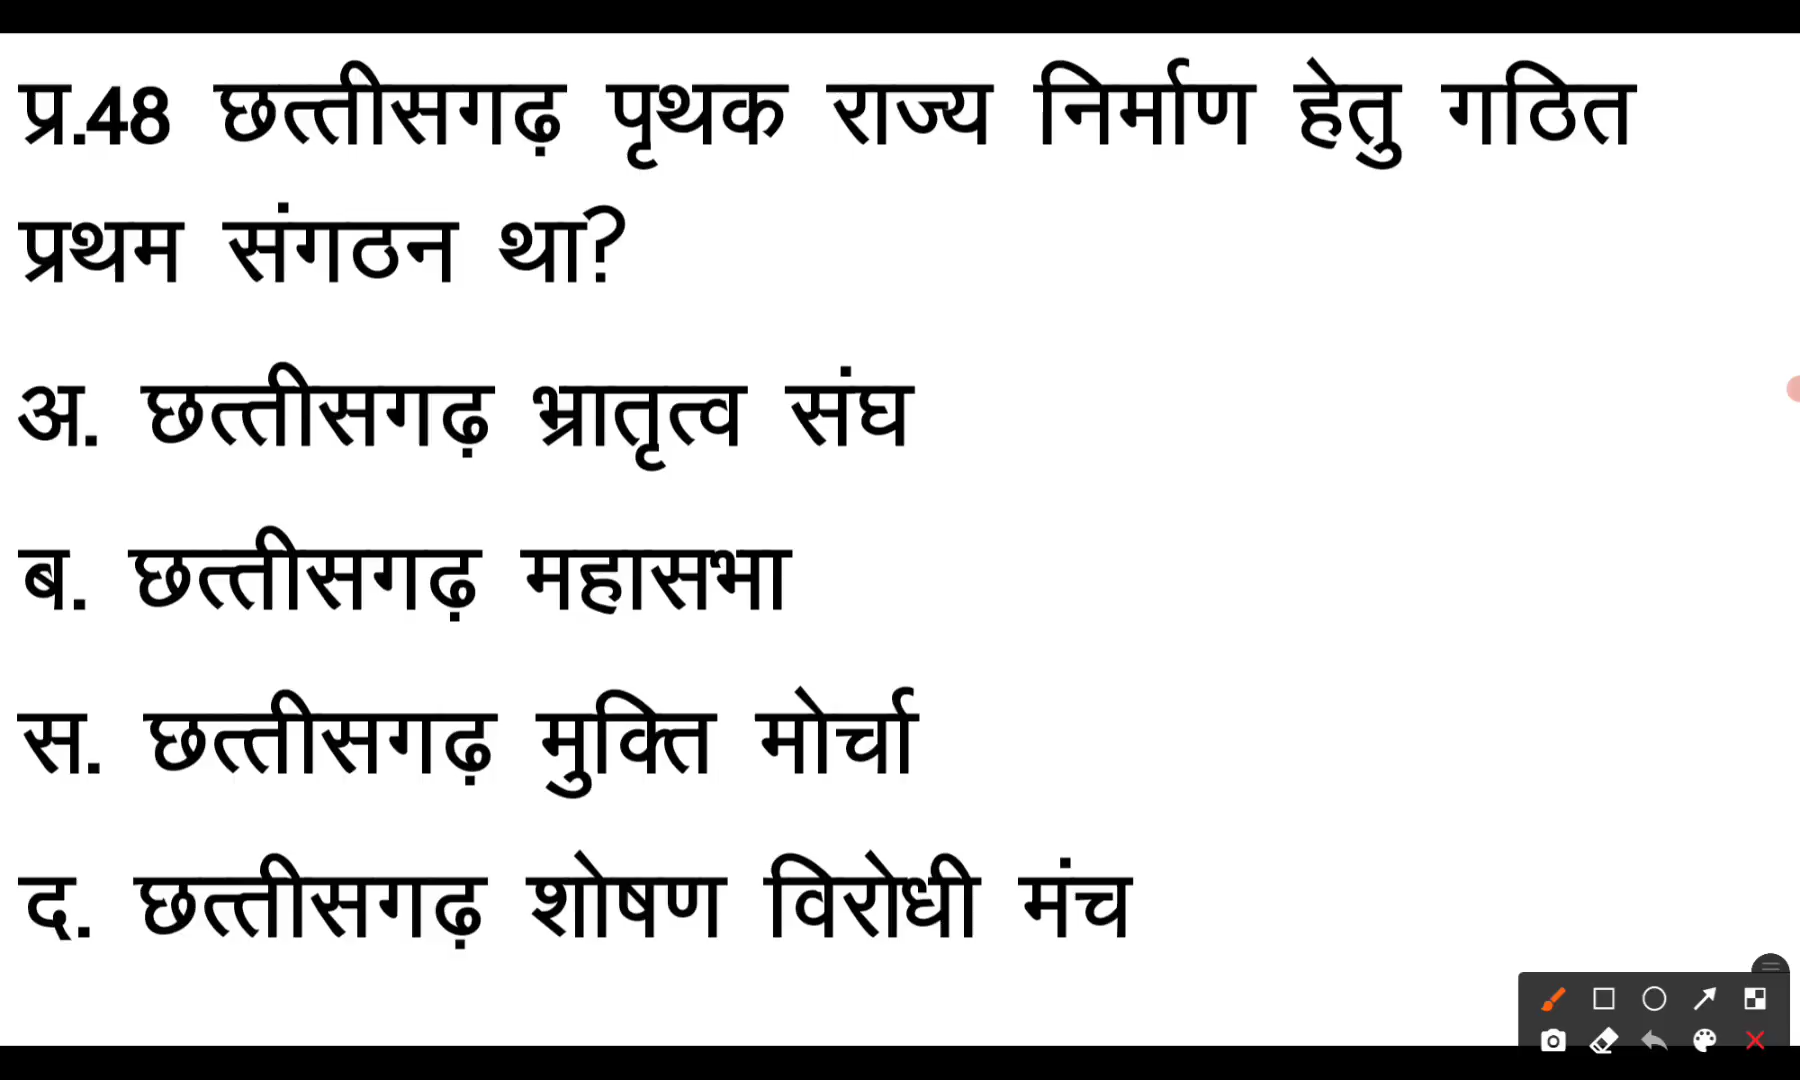 प्र.48 छत्तीसगढ़ पृथक राज्य निर्माण हेतु गठित
प्रथम संगठन था?
अ. छत्तीसगढ़ भ्रातृत्व संघ
ब. छत्तीसगढ़ महासभा
स. छत्तीसगढ़ मुक्ति मोर्चा
द. छत्तीसगढ़ शोषण विरोधी मंच